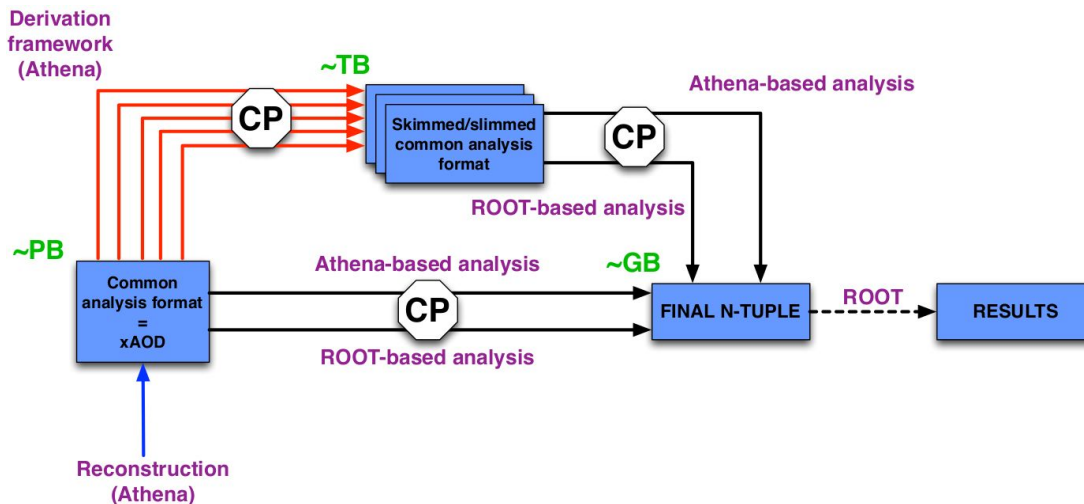 Derivation
framework
(Athena)
~TB
CP
Skimmed/slimmed
common analysis
format
CP
Athena-based analysis
ROOT-based analysis
~PB
Common
analysis format
=
xAOD
Athena-based analysis
CP
ROOT-based analysis
~GB
FINAL N-TUPLE
ROOT
RESULTS
Reconstruction
(Athena)